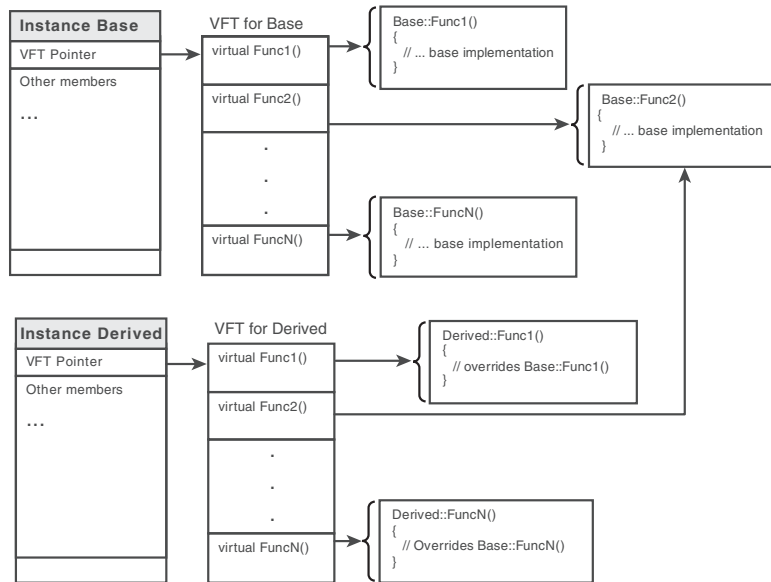 Instance Base
VFT Pointer
Other members
...
VFT for Base
virtual Func1()
virtual Func2()
.
.
.
virtual FuncN()
Base::Func1()
{
// ... base implementation
}
Base::Func2()
{
// ... base implementation
}
Base::FuncN()
{
// ... base implementation
}
Instance Derived
VFT Pointer
Other members
...
VFT for Derived
virtual Func1()
virtual Func2()
.
.
.
virtual FuncN()
Derived::Func1()
{
// overrides Base::Func1()
}
Derived::FuncN()
{
// Overrides Base::FuncN()
}